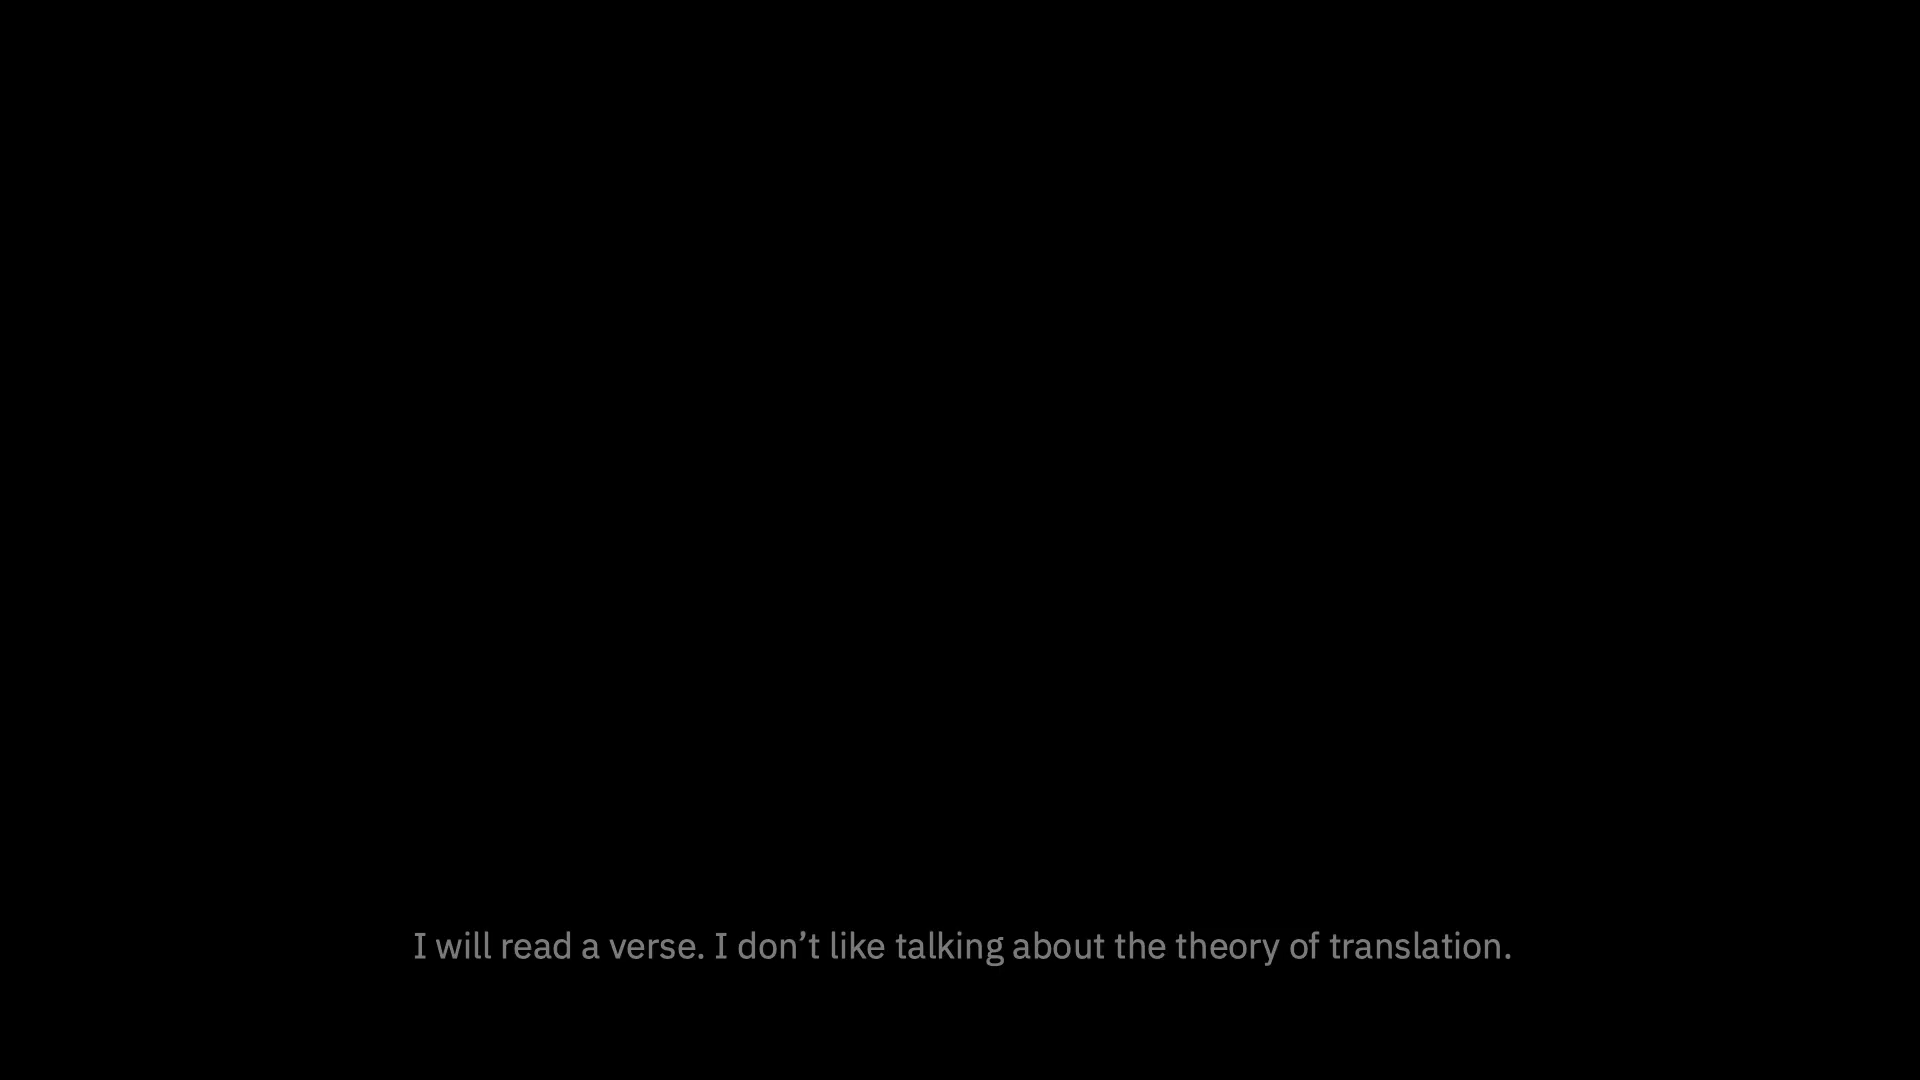 I will read a verse. I don’t like talking about the theory of translation.